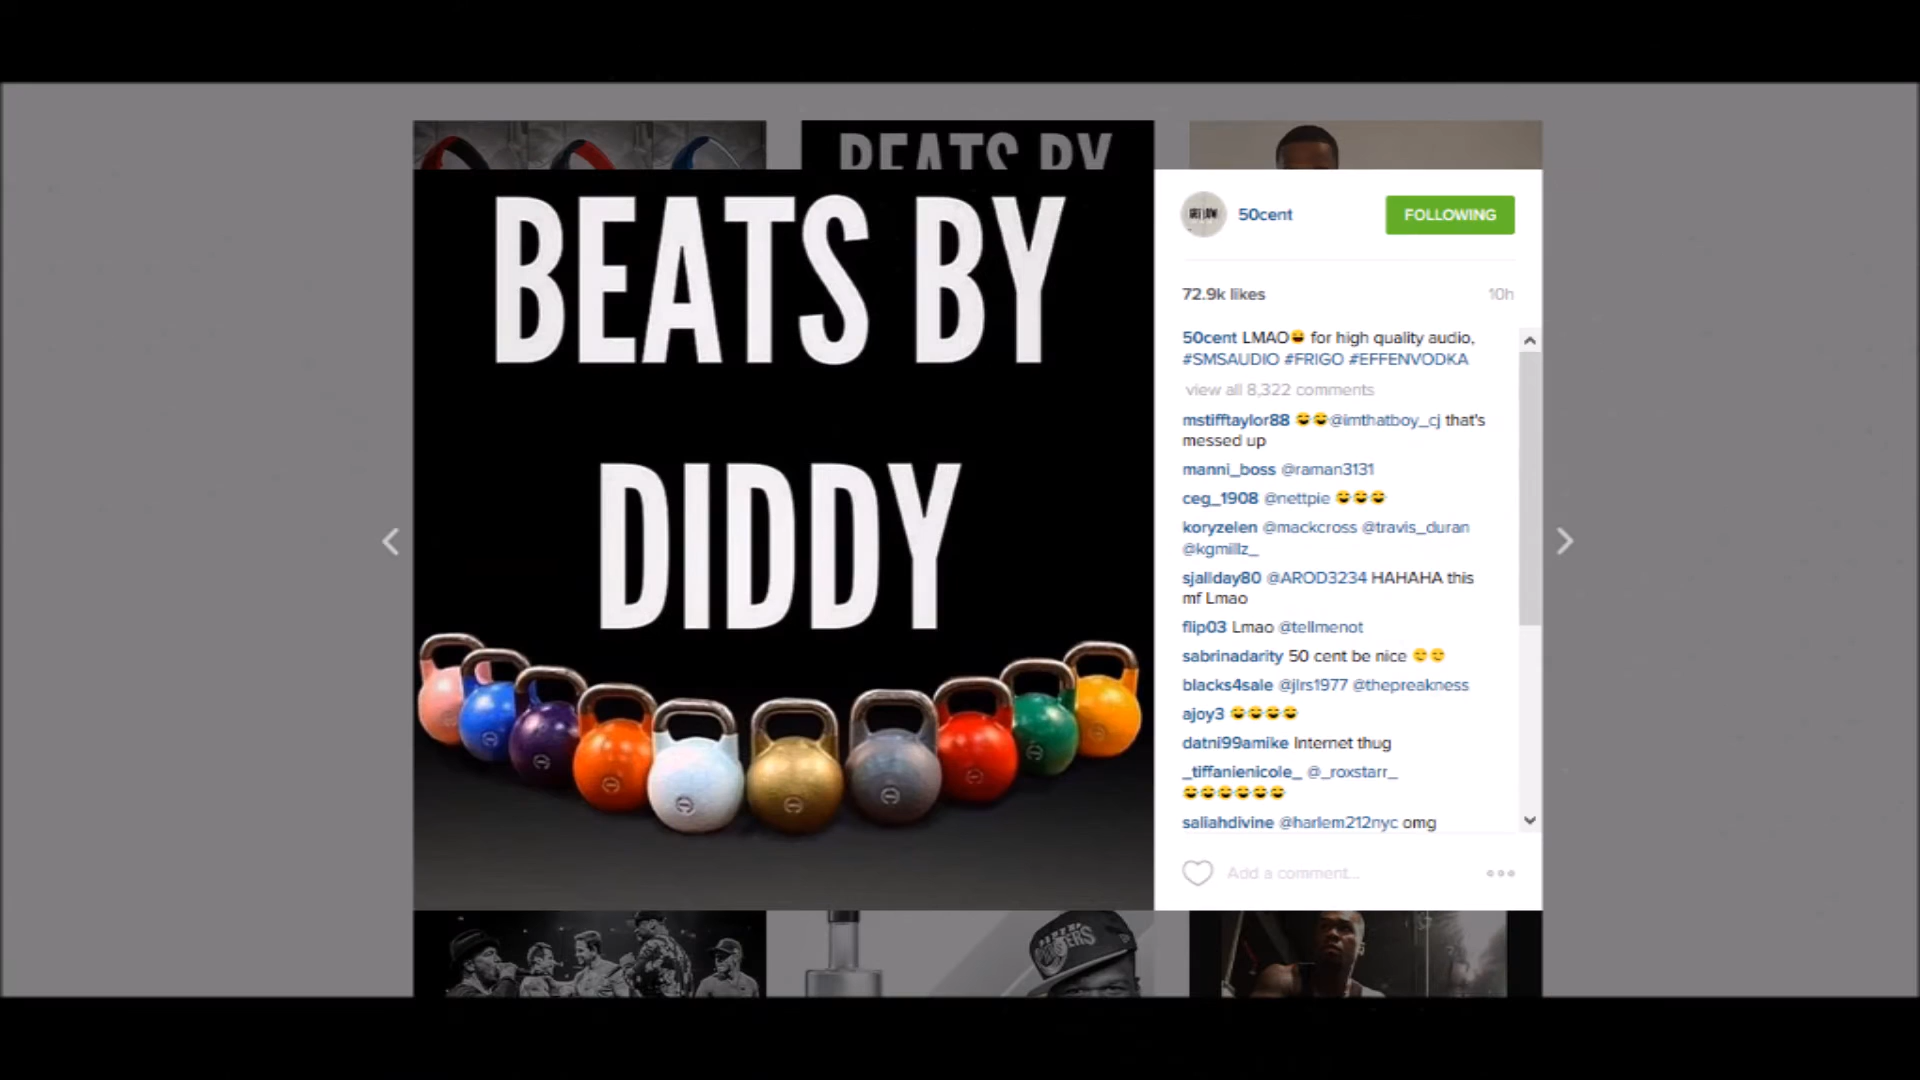 BEATS BY
BEATS BY
DIDDY
50cent
FOLLOWING
72.9k likes
10h
50cent LMAO😀 for high quality audio,
#SMSAUDIO #FRIGO #EFFENVODKA
view all 8,322 comments
mstifftaylor88 😂😂@imthatboy_cj that's
messed up
manni_boss @raman3131
ceg_1908 @nettpie 😂😂😂
koryzelen @mackcross @travis_duran
@kgmillz_
sjallday80 @AROD3234 HAHAHA this
mf Lmao
flip03 Lmao @tellmenot
sabrinadarity 50 cent be nice 😏😏
blacks4sale @jlrs1977 @thepreakness
ajoy3 😂😂😂😂
datni99amike Internet thug
_tiffanienicole_ @_roxstarr_
😂😂😂😂😂😂
saliahdivine @harlem212nyc omg
Add a comment...